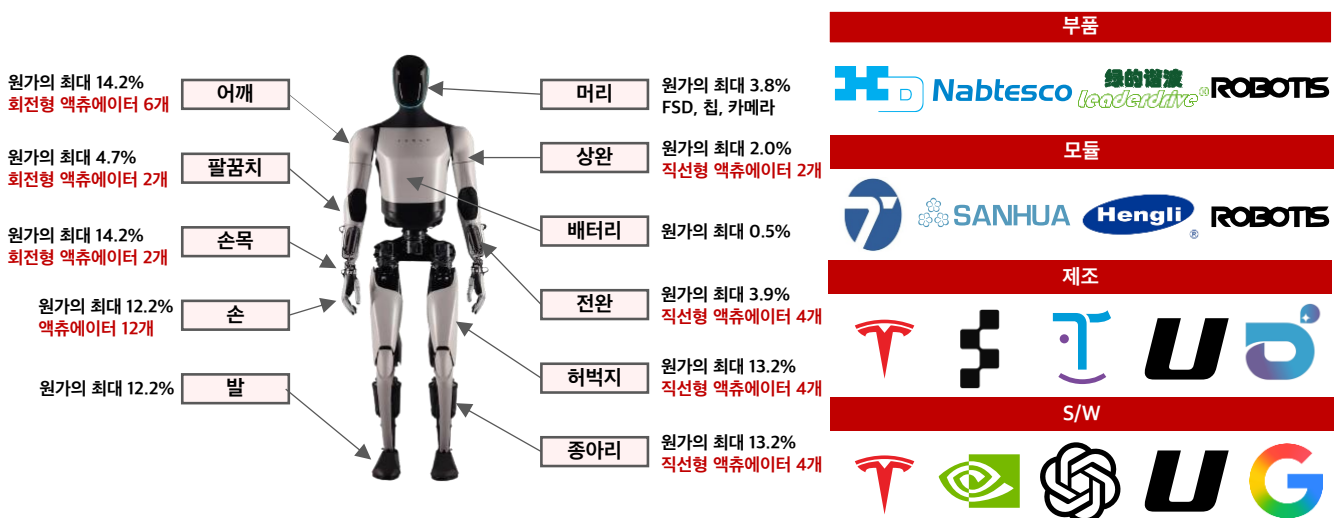 원가의 최대 14.2%
회전형 액츄에이터 6개
어깨
원가의 최대 4.7%
회전형 액츄에이터 2개
팔꿈치
원가의 최대 14.2%
회전형 액츄에이터 2개
손목
원가의 최대 12.2%
액츄에이터 12개
손
원가의 최대 12.2%
발
머리
원가의 최대 3.8%
FSD, 칩, 카메라
상완
원가의 최대 2.0%
직선형 액츄에이터 2개
배터리
원가의 최대 0.5%
전완
원가의 최대 3.9%
직선형 액츄에이터 4개
허벅지
원가의 최대 13.2%
직선형 액츄에이터 4개
종아리
원가의 최대 13.2%
직선형 액츄에이터 4개
부품
HD Nabtesco 绿的谐波 leaderdrive® ROBOTIS
모듈
SANHUA Hengli® ROBOTIS
제조
S/W